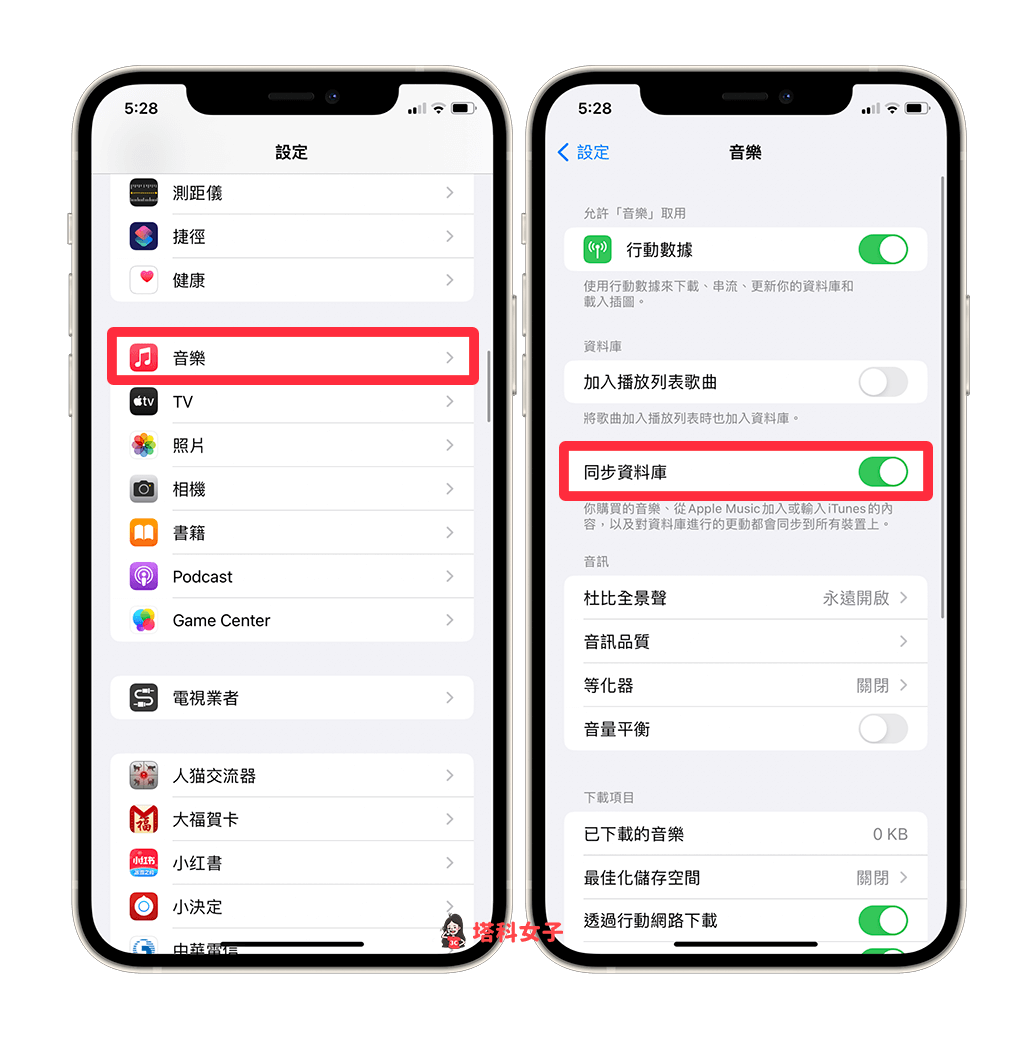 5:28
設定
測距儀
捷徑
健康
音樂
tv
TV
照片
相機
書籍
Podcast
Game Center
電視業者
人猫交流器
福
大福賀卡
小红书
小红書
小決定
中華電信
5:28
設定
音樂
允許「音樂」取用
行動數據
使用行動數據來下載、串流、更新你的資料庫和
載入插圖。
資料庫
加入播放列表歌曲
將歌曲加入播放列表時也加入資料庫。
同步資料庫
你購買的音樂、從Apple Music加入或輸入iTunes的內
容，以及對資料庫進行的更動都會同步到所有裝置上。
音訊
杜比全景聲 永遠開啟
音訊品質
等化器 關閉
音量平衡
下載項目
已下載的音樂 0 KB
最佳化儲存空間 關閉
透過行動網路下載
3C 塔科女子